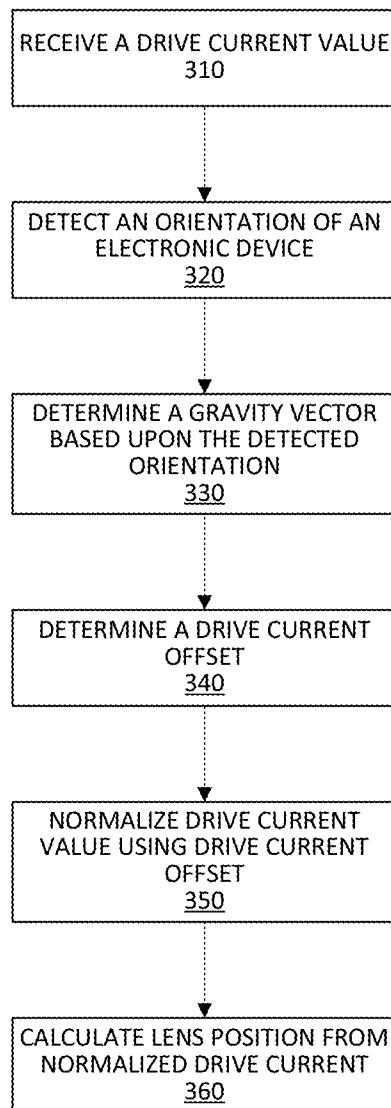 RECEIVE A DRIVE CURRENT VALUE
310
DETECT AN ORIENTATION OF AN
ELECTRONIC DEVICE
320
DETERMINE A GRAVITY VECTOR
BASED UPON THE DETECTED
ORIENTATION
330
DETERMINE A DRIVE CURRENT
OFFSET
340
NORMALIZE DRIVE CURRENT
VALUE USING DRIVE CURRENT
OFFSET
350
CALCULATE LENS POSITION FROM
NORMALIZED DRIVE CURRENT
360